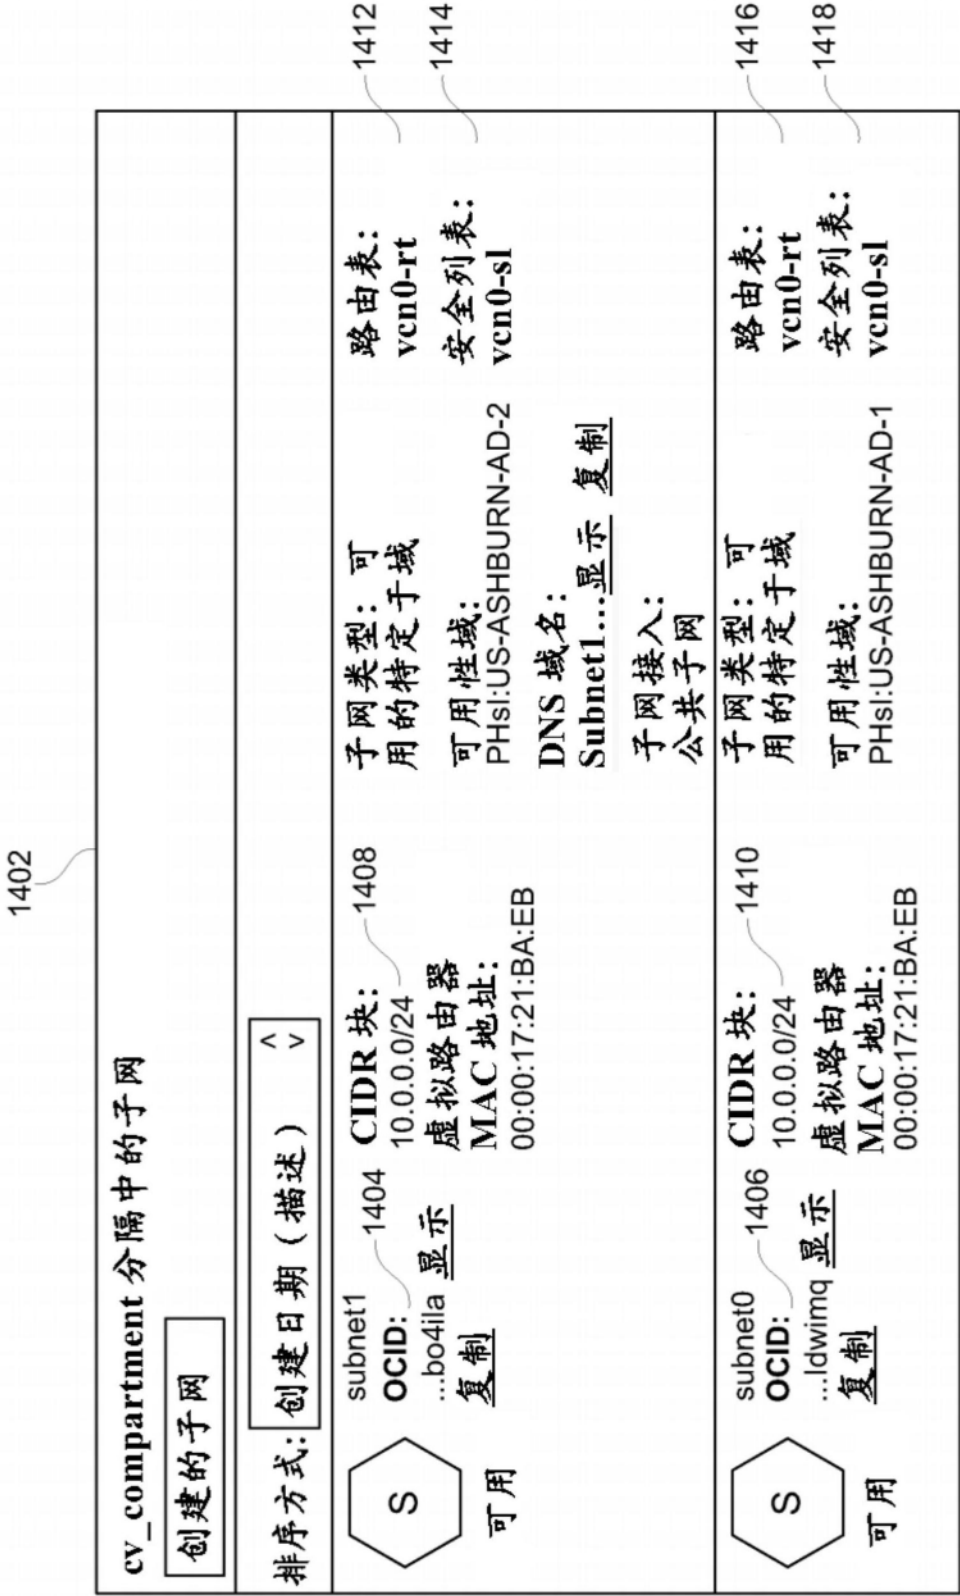 1402
cv_compartment 分隔中的子网
创建的子网
排序方式: 创建日期（描述）
S
可用
subnet1
OCID:
...bo4ila 显示
复制
1404
CIDR 块:
10.0.0.0/24
虚拟路由器
MAC 地址:
00:00:17:21:BA:EB
1408
子网类型: 可
用的特定于域
可用性域:
PHsl:US-ASHBURN-AD-2
DNS 域名:
Subnet1...显示 复制
子网接入:
公共子网
路由表:
vcn0-rt
安全列表:
vcn0-sl
1412
1414
S
可用
subnet0
OCID:
...ldwimq 显示
复制
1406
CIDR 块:
10.0.0.0/24
虚拟路由器
MAC 地址:
00:00:17:21:BA:EB
1410
子网类型: 可
用的特定于域
可用性域:
PHsl:US-ASHBURN-AD-1
路由表:
vcn0-rt
安全列表:
vcn0-sl
1416
1418